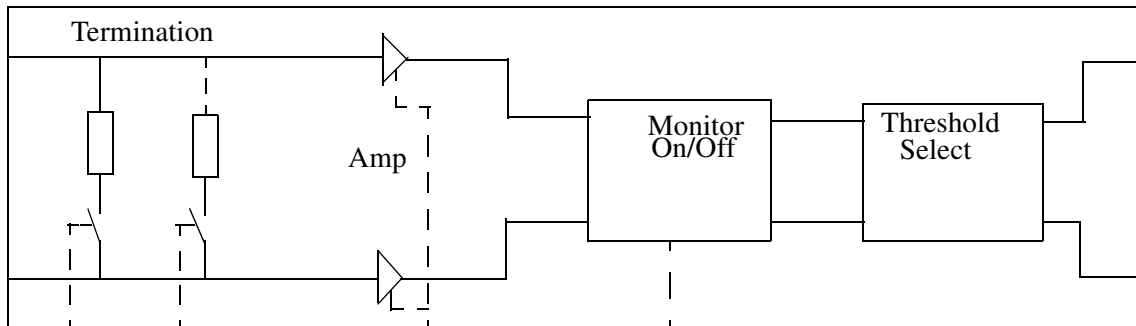 Termination
Amp
Monitor
On/Off
Threshold
Select